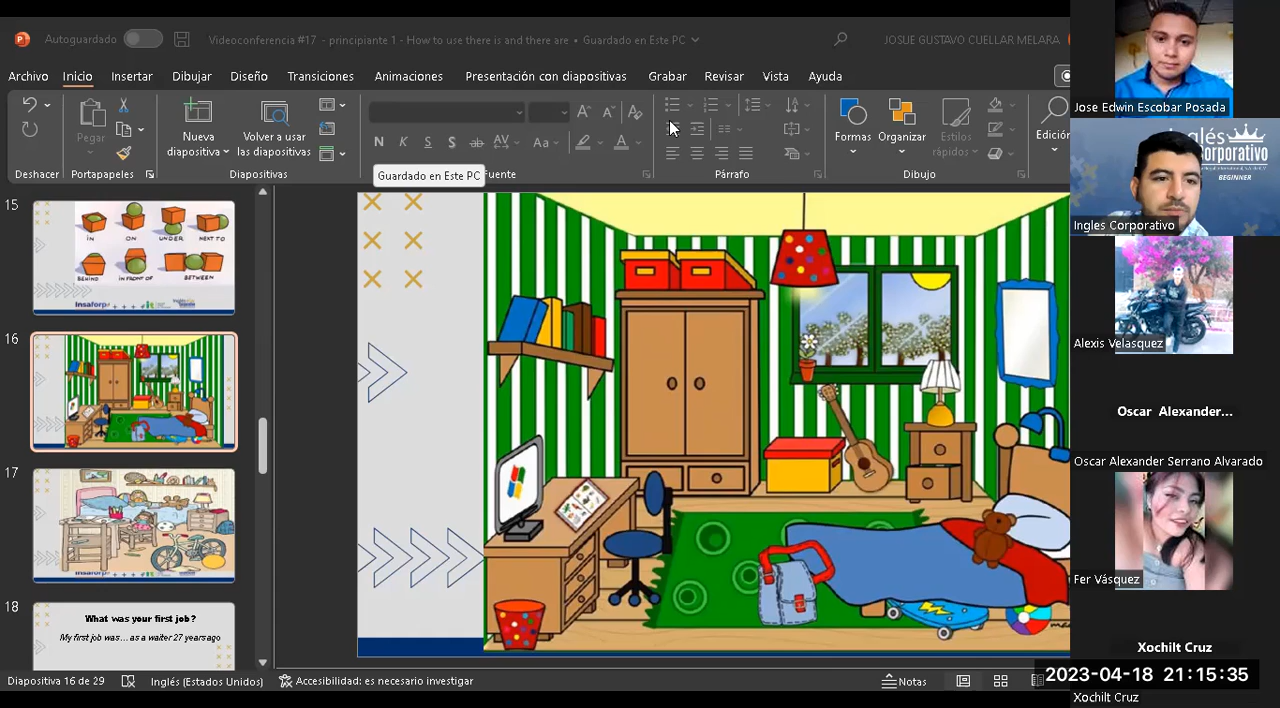 Autoguardado
Videoconferencia #17 - principiante 1 - How to use there is and there are • Guardado en Este PC
JOSUE GUSTAVO CUELLAR MELARA
Archivo Inicio Insertar Dibujar Diseño Transiciones Animaciones Presentación con diapositivas Grabar Revisar Vista Ayuda
Pegar
Nueva diapositiva
Volver a usar las diapositivas
N K S S ab AV Aa A
Formas Organizar Estilos rápidos Edición
Deshacer Portapapeles Diapositivas Fuente Párrafo Dibujo
Guardado en Este PC
15
IN ON UNDER NEXT TO
BEHIND IN FRONT OF BETWEEN
Insaforp
16
17
18
What was your first job?
My first job was... as a waiter 27 years ago
Diapositiva 16 de 29
Inglés (Estados Unidos)
Accesibilidad: es necesario investigar
Notas
Jose Edwin Escobar Posada
Inglés
Corporativo
BEGINNER
Ingles Corporativo
Alexis Velasquez
Oscar Alexander...
Oscar Alexander Serrano Alvarado
Fer Vásquez
Xochilt Cruz
2023-04-18 21:15:35
Xochilt Cruz